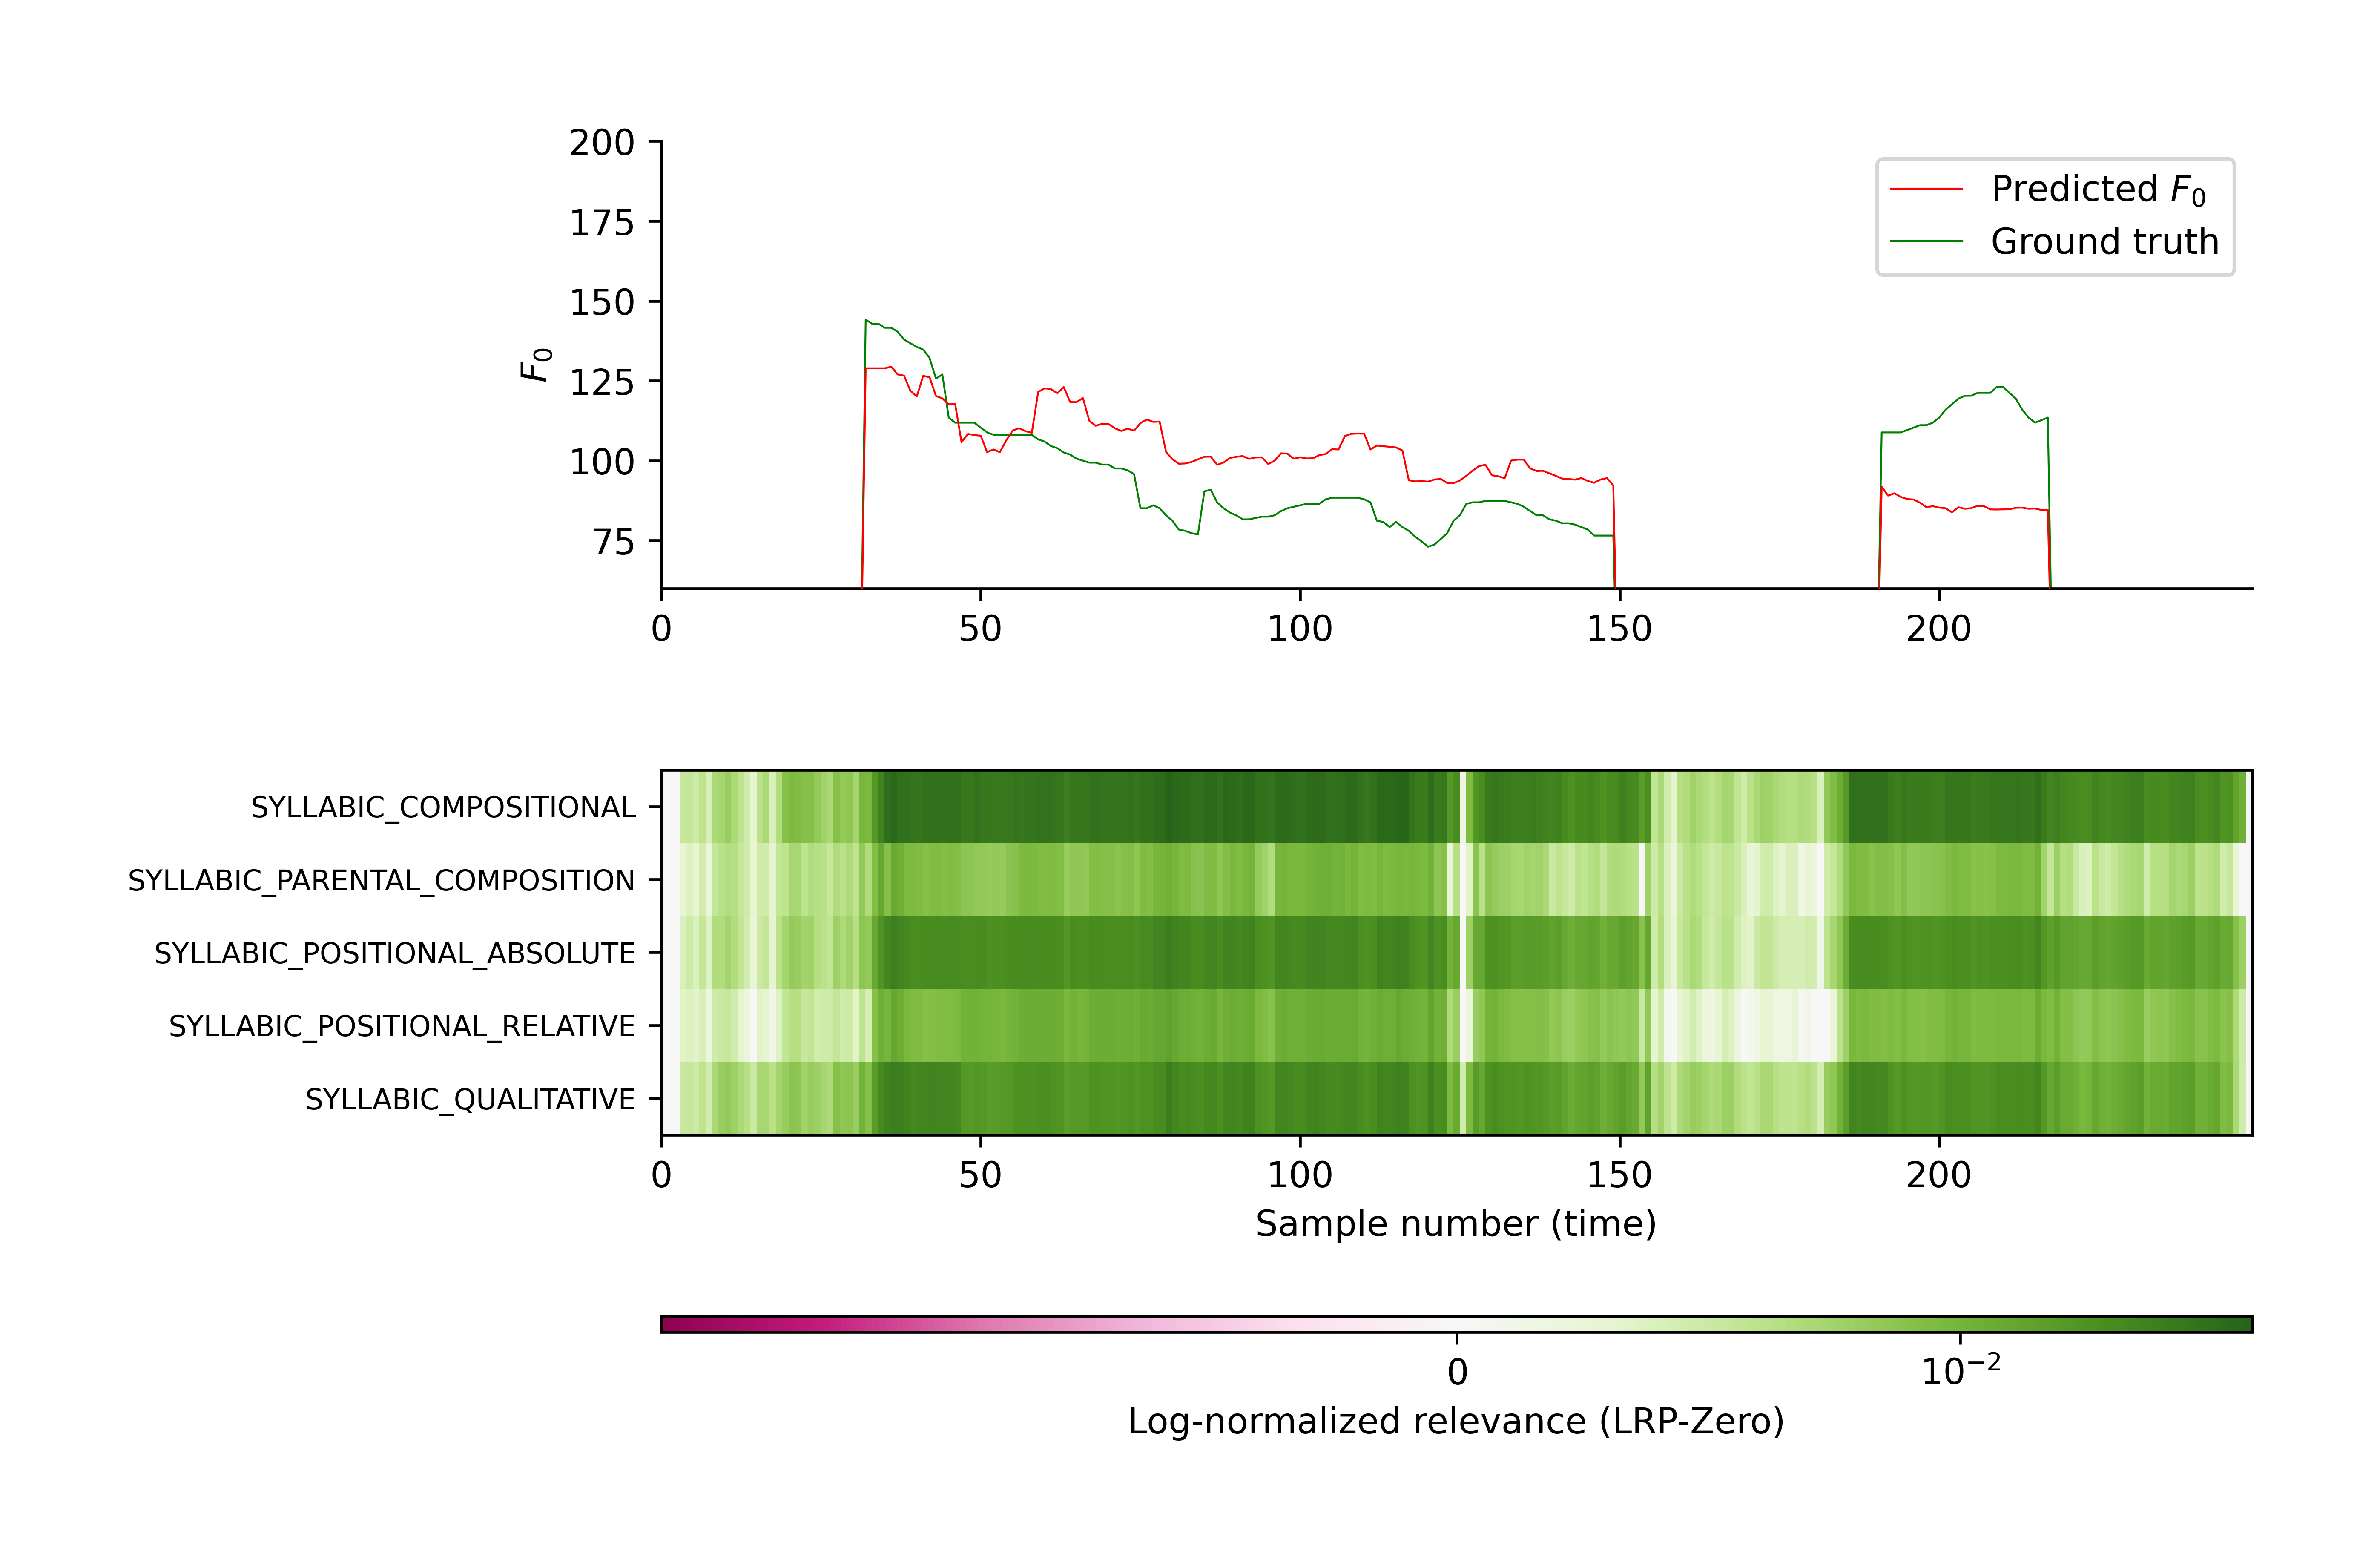 200
175
150
125
100
75
F₀
Predicted F₀
Ground truth
0 50 100 150 200
SYLLABIC_COMPOSITIONAL
SYLLABIC_PARENTAL_COMPOSITION
SYLLABIC_POSITIONAL_ABSOLUTE
SYLLABIC_POSITIONAL_RELATIVE
SYLLABIC_QUALITATIVE
0 50 100 150 200
Sample number (time)
0 10⁻²
Log-normalized relevance (LRP-Zero)